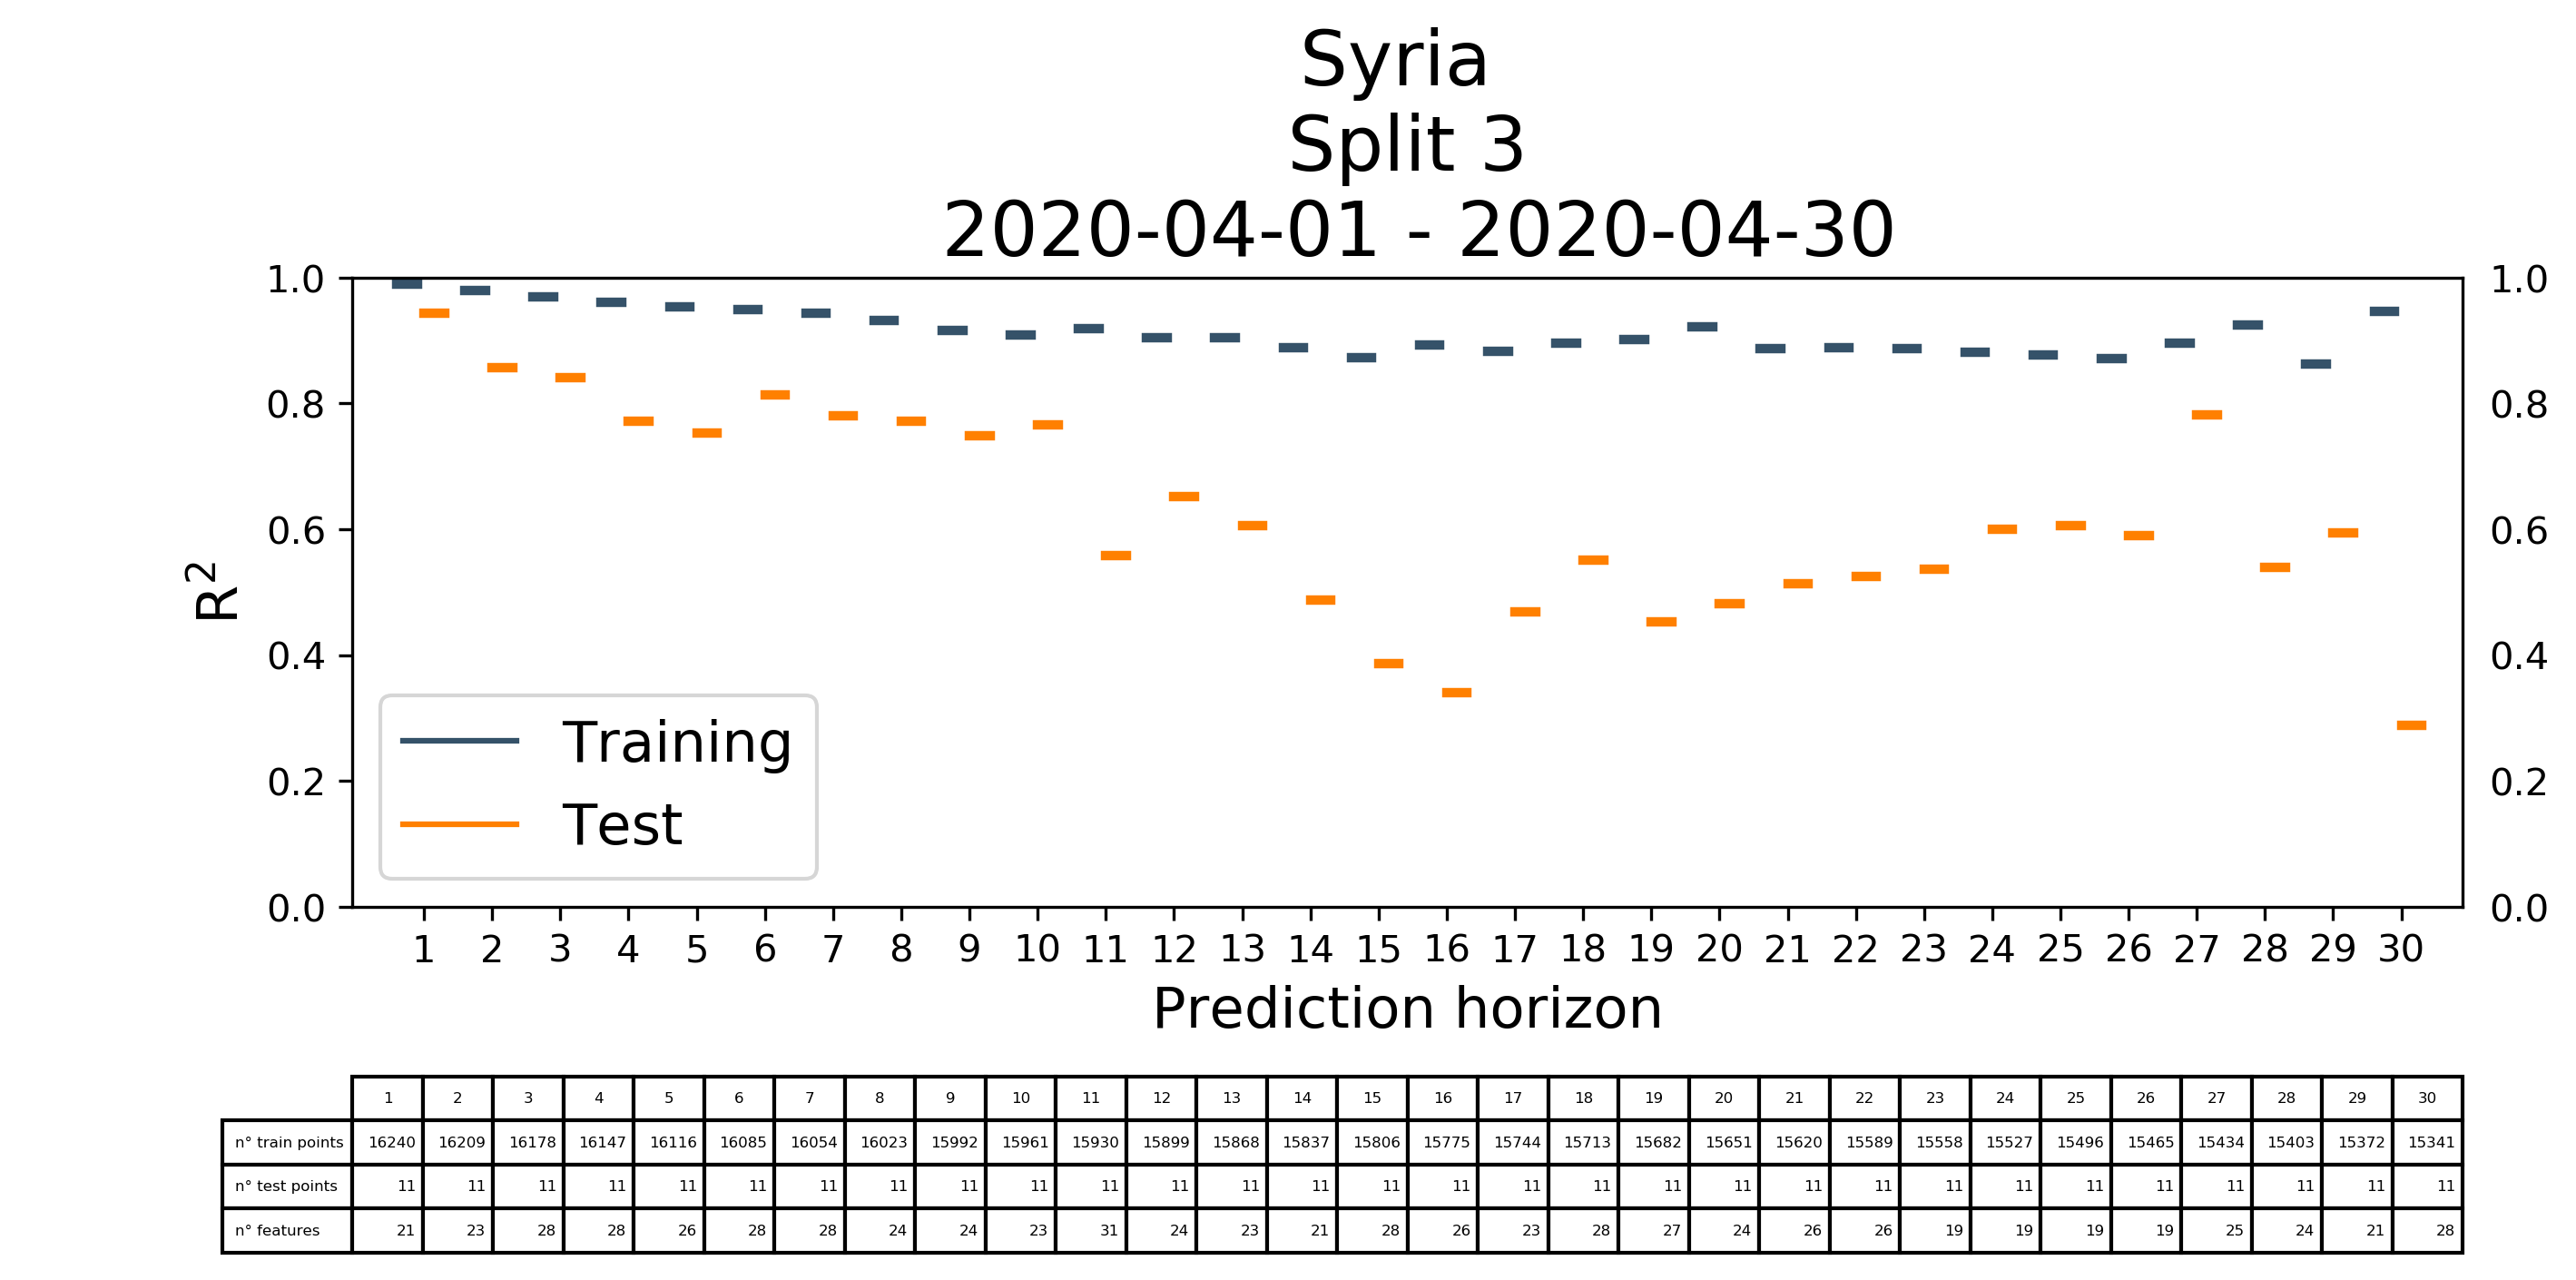 Syria
Split 3
2020-04-01 - 2020-04-30
1.0 1.0
0.8 0.8
0.6 0.6
0.4 0.4
0.2 0.2
0.0 0.0
R²
Training
Test
1 2 3 4 5 6 7 8 9 10 11 12 13 14 15 16 17 18 19 20 21 22 23 24 25 26 27 28 29 30
Prediction horizon
1 2 3 4 5 6 7 8 9 10 11 12 13 14 15 16 17 18 19 20 21 22 23 24 25 26 27 28 29 30
n° train points 16240 16209 16178 16147 16116 16085 16054 16023 15992 15961 15930 15899 15868 15837 15806 15775 15744 15713 15682 15651 15620 15589 15558 15527 15496 15465 15434 15403 15372 15341
n° test points 11 11 11 11 11 11 11 11 11 11 11 11 11 11 11 11 11 11 11 11 11 11 11 11 11 11 11 11 11 11
n° features 21 23 28 28 26 28 28 24 24 23 31 24 23 21 28 26 23 28 27 24 26 26 19 19 19 19 25 24 21 28